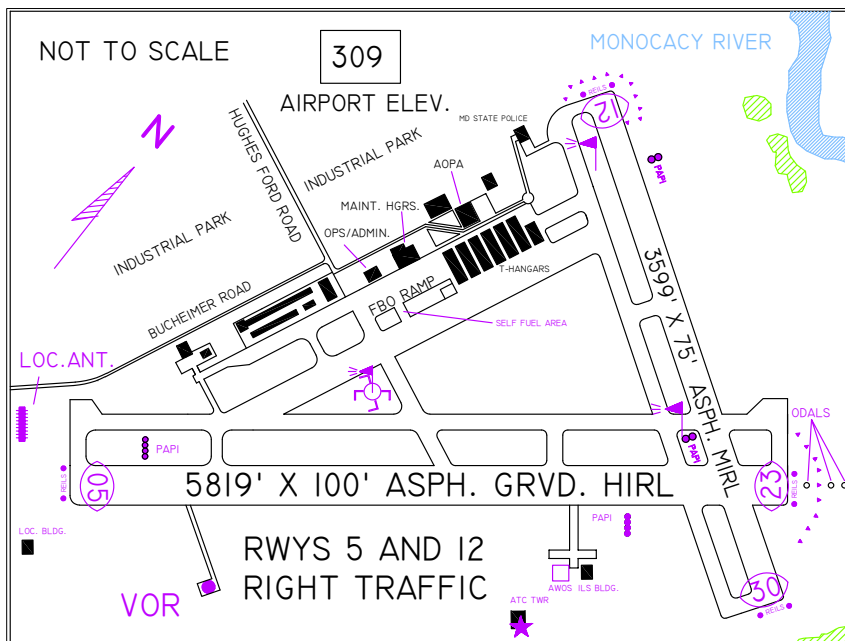 NOT TO SCALE
309
AIRPORT ELEV.
MONOCACY RIVER
N
HUGHES FORD ROAD
INDUSTRIAL PARK
MD STATE POLICE
REILS
12
PAPI
AOPA
MAINT. HGRS.
OPS/ADMIN.
INDUSTRIAL PARK
BUCHEIMER ROAD
FBO RAMP
T-HANGARS
SELF FUEL AREA
3599' X 75' ASPH. MIRL
LOC.ANT.
PAPI
PAPI
ODALS
REILS
05
5819' X 100' ASPH. GRVD. HIRL
23
REILS
LOC. BLDG.
RWYS 5 AND 12
RIGHT TRAFFIC
PAPI
VOR
AWOS ILS BLDG.
ATC TWR
30
REILS